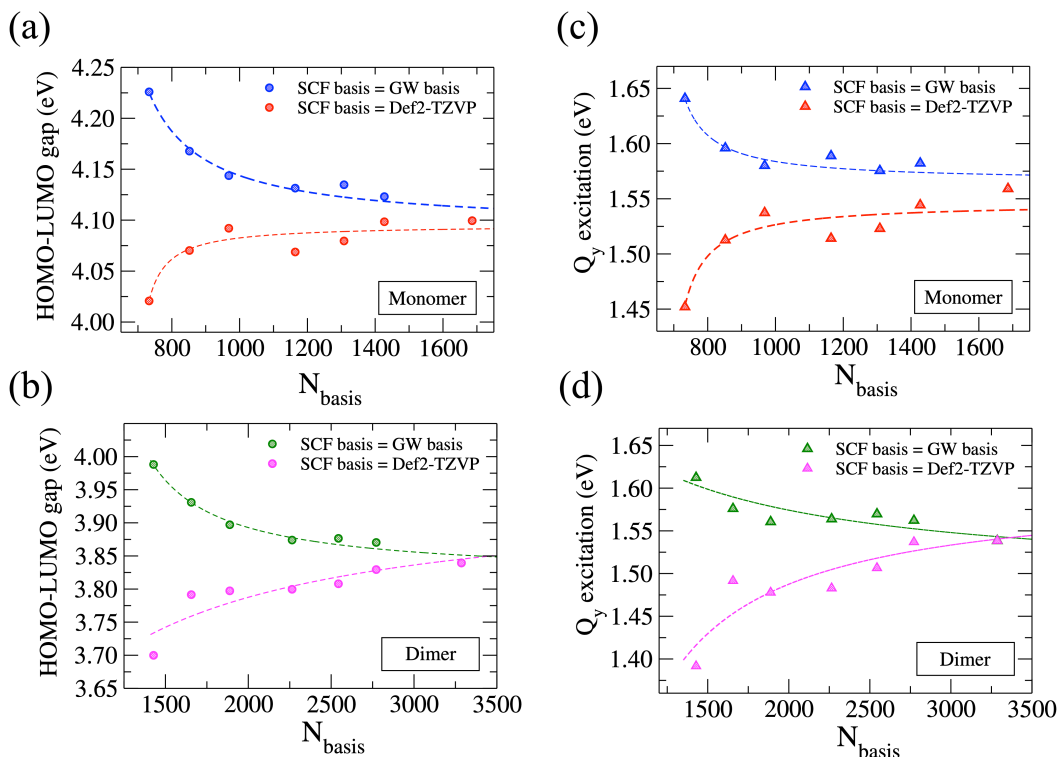 (a)
HOMO-LUMO gap (eV)
4.25
4.20
4.15
4.10
4.05
4.00
SCF basis = GW basis
SCF basis = Def2-TZVP
Monomer
800
1000
1200
1400
1600
N_basis
(c)
Q_y excitation (eV)
1.65
1.60
1.55
1.50
1.45
SCF basis = GW basis
SCF basis = Def2-TZVP
Monomer
800
1000
1200
1400
1600
N_basis
(b)
HOMO-LUMO gap (eV)
4.00
3.95
3.90
3.85
3.80
3.75
3.70
3.65
SCF basis = GW basis
SCF basis = Def2-TZVP
Dimer
1500
2000
2500
3000
3500
N_basis
(d)
Q_y excitation (eV)
1.65
1.60
1.55
1.50
1.45
1.40
SCF basis = GW basis
SCF basis = Def2-TZVP
Dimer
1500
2000
2500
3000
3500
N_basis